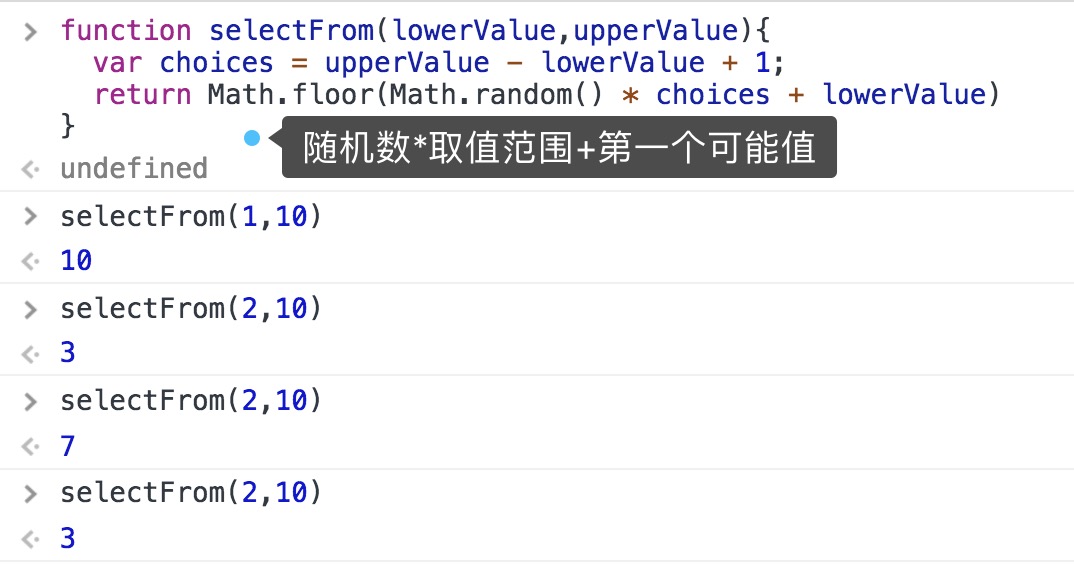 function selectFrom(lowerValue,upperValue){
var choices = upperValue - lowerValue + 1;
return Math.floor(Math.random() * choices + lowerValue)
}
随机数*取值范围+第一个可能值
undefined
selectFrom(1,10)
10
selectFrom(2,10)
3
selectFrom(2,10)
7
selectFrom(2,10)
3